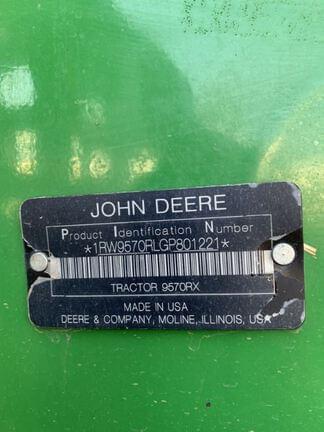 JOHN DEERE
Product Identification Number
*1RW9570RLGP801221*
TRACTOR 9570RX
MADE IN USA
DEERE & COMPANY, MOLINE, ILLINOIS, USA